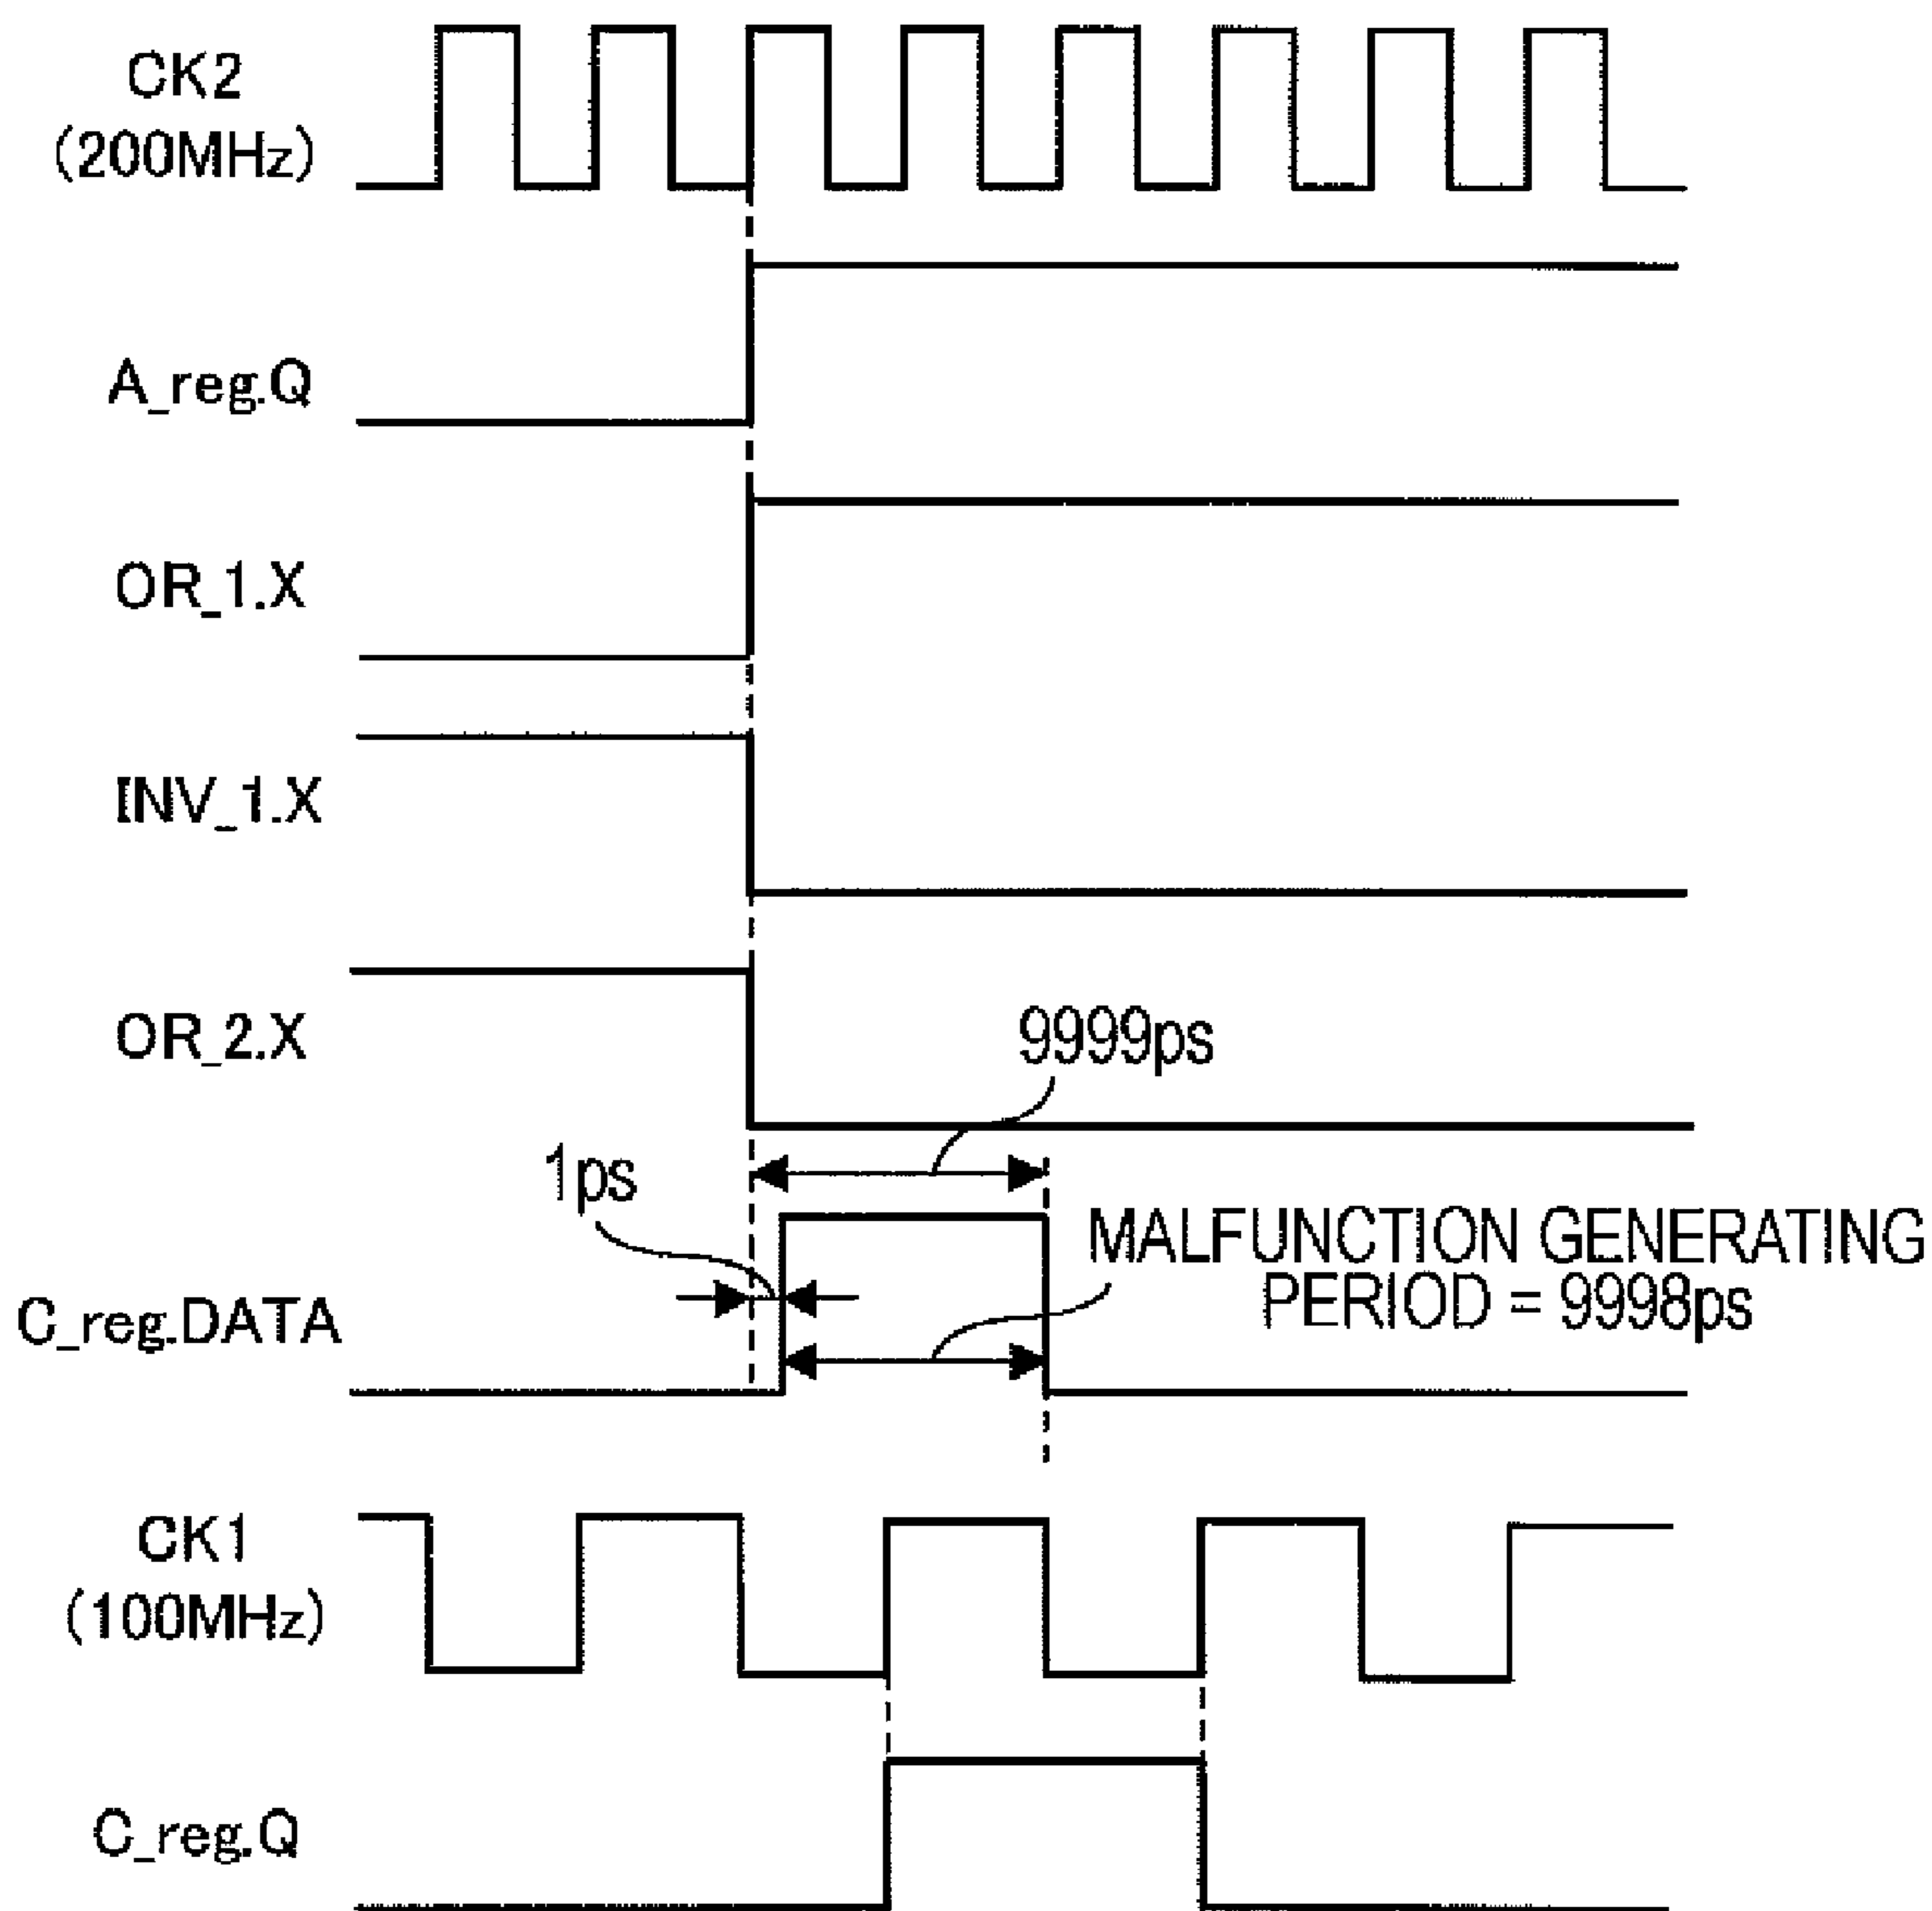 CK2
(200MHz)
A_reg.Q
OR_1.X
INV_1.X
OR_2.X
9999ps
1ps
MALFUNCTION GENERATING
PERIOD = 9998ps
C_reg.DATA
CK1
(100MHz)
C_reg.Q